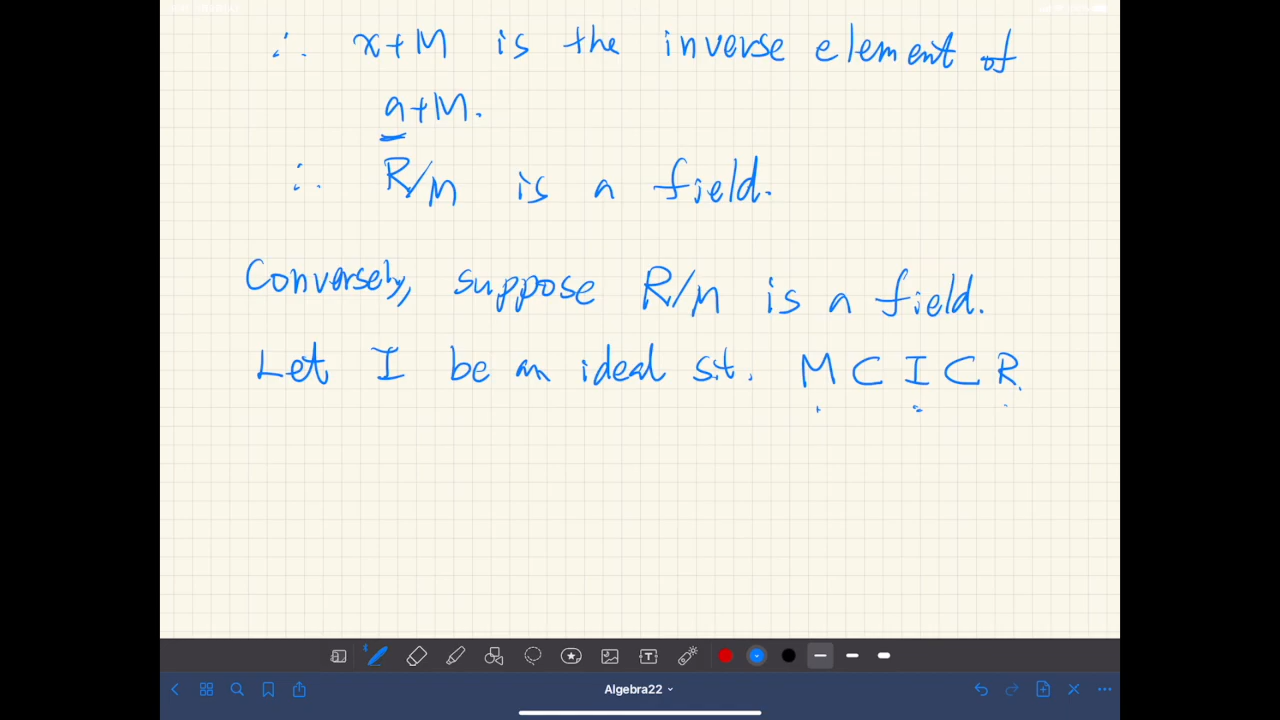 ∴ x+M is the inverse element of
a+M.
∴ R/M is a field.
Conversely, suppose R/M is a field.
Let I be an ideal s.t. M ⊂ I ⊂ R.
Algebra22